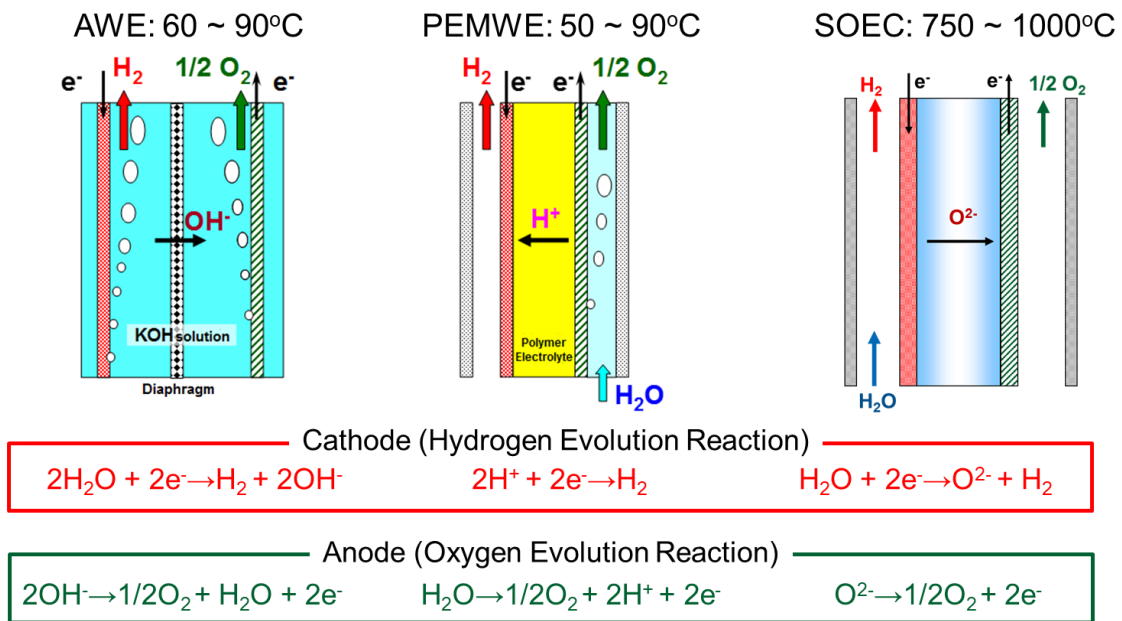 AWE: 60 ~ 90°C
PEMWE: 50 ~ 90°C
SOEC: 750 ~ 1000°C
e⁻
H₂
1/2 O₂
e⁻
OH⁻
KOH solution
Diaphragm
H₂
e⁻
e⁻
1/2 O₂
H⁺
Polymer
Electrolyte
H₂O
H₂
e⁻
e⁻
1/2 O₂
O²⁻
H₂O
Cathode (Hydrogen Evolution Reaction)
2H₂O + 2e⁻→H₂ + 2OH⁻
2H⁺ + 2e⁻→H₂
H₂O + 2e⁻→O²⁻ + H₂
Anode (Oxygen Evolution Reaction)
2OH⁻→1/2O₂ + H₂O + 2e⁻
H₂O→1/2O₂ + 2H⁺ + 2e⁻
O²⁻→1/2O₂ + 2e⁻